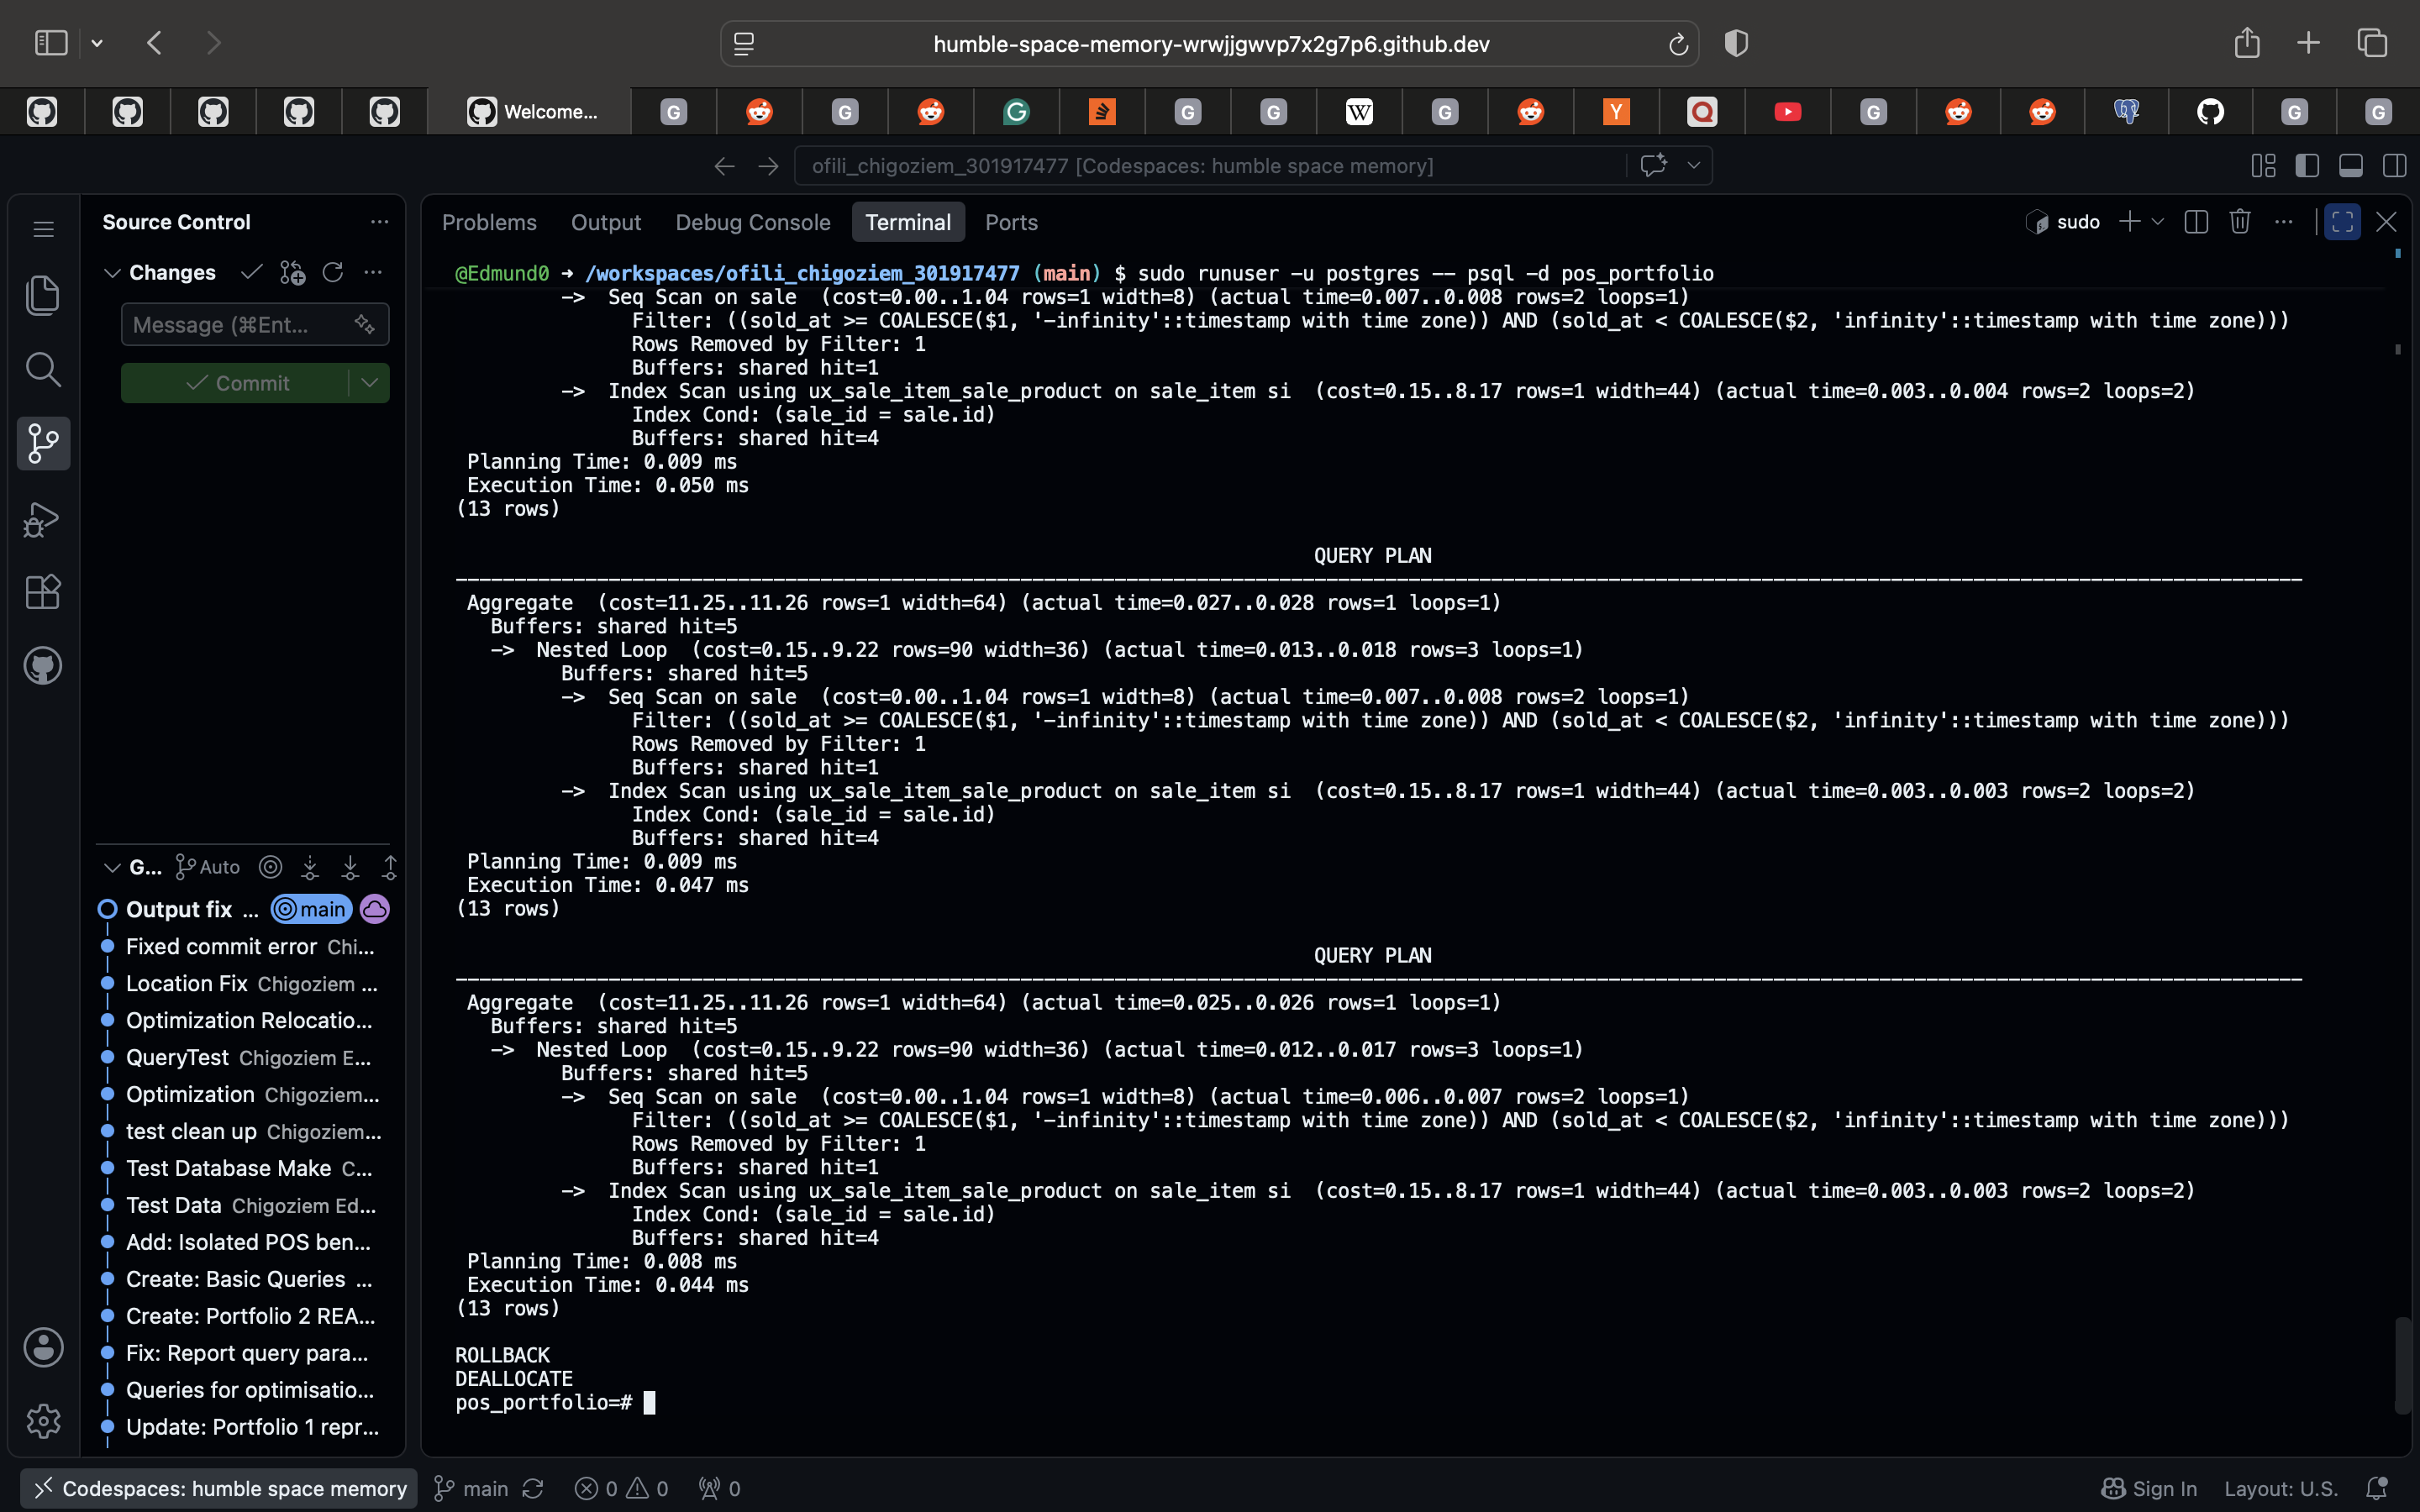 humble-space-memory-wrwjjgwvp7x2g7p6.github.dev
Welcome...
ofili_chigoziem_301917477 [Codespaces: humble space memory]
Source Control
Changes
Message (⌘Ent...
Commit
G...
Auto
Output fix ... main
Fixed commit error Chi...
Location Fix Chigoziem ...
Optimization Relocatio...
QueryTest Chigoziem E...
Optimization Chigoziem...
test clean up Chigoziem...
Test Database Make C...
Test Data Chigoziem Ed...
Add: Isolated POS ben...
Create: Basic Queries ...
Create: Portfolio 2 REA...
Fix: Report query para...
Queries for optimisatio...
Update: Portfolio 1 repr...
Problems Output Debug Console Terminal Ports
sudo
@Edmund0 ➜ /workspaces/ofili_chigoziem_301917477 (main) $ sudo runuser -u postgres -- psql -d pos_portfolio
-> Seq Scan on sale (cost=0.00..1.04 rows=1 width=8) (actual time=0.007..0.008 rows=2 loops=1)
Filter: ((sold_at >= COALESCE($1, '-infinity'::timestamp with time zone)) AND (sold_at < COALESCE($2, 'infinity'::timestamp with time zone)))
Rows Removed by Filter: 1
Buffers: shared hit=1
-> Index Scan using ux_sale_item_sale_product on sale_item si (cost=0.15..8.17 rows=1 width=44) (actual time=0.003..0.004 rows=2 loops=2)
Index Cond: (sale_id = sale.id)
Buffers: shared hit=4
Planning Time: 0.009 ms
Execution Time: 0.050 ms
(13 rows)
QUERY PLAN
Aggregate (cost=11.25..11.26 rows=1 width=64) (actual time=0.027..0.028 rows=1 loops=1)
Buffers: shared hit=5
-> Nested Loop (cost=0.15..9.22 rows=90 width=36) (actual time=0.013..0.018 rows=3 loops=1)
Buffers: shared hit=5
-> Seq Scan on sale (cost=0.00..1.04 rows=1 width=8) (actual time=0.007..0.008 rows=2 loops=1)
Filter: ((sold_at >= COALESCE($1, '-infinity'::timestamp with time zone)) AND (sold_at < COALESCE($2, 'infinity'::timestamp with time zone)))
Rows Removed by Filter: 1
Buffers: shared hit=1
-> Index Scan using ux_sale_item_sale_product on sale_item si (cost=0.15..8.17 rows=1 width=44) (actual time=0.003..0.003 rows=2 loops=2)
Index Cond: (sale_id = sale.id)
Buffers: shared hit=4
Planning Time: 0.009 ms
Execution Time: 0.047 ms
(13 rows)
QUERY PLAN
Aggregate (cost=11.25..11.26 rows=1 width=64) (actual time=0.025..0.026 rows=1 loops=1)
Buffers: shared hit=5
-> Nested Loop (cost=0.15..9.22 rows=90 width=36) (actual time=0.012..0.017 rows=3 loops=1)
Buffers: shared hit=5
-> Seq Scan on sale (cost=0.00..1.04 rows=1 width=8) (actual time=0.006..0.007 rows=2 loops=1)
Filter: ((sold_at >= COALESCE($1, '-infinity'::timestamp with time zone)) AND (sold_at < COALESCE($2, 'infinity'::timestamp with time zone)))
Rows Removed by Filter: 1
Buffers: shared hit=1
-> Index Scan using ux_sale_item_sale_product on sale_item si (cost=0.15..8.17 rows=1 width=44) (actual time=0.003..0.003 rows=2 loops=2)
Index Cond: (sale_id = sale.id)
Buffers: shared hit=4
Planning Time: 0.008 ms
Execution Time: 0.044 ms
(13 rows)
ROLLBACK
DEALLOCATE
pos_portfolio=#
Codespaces: humble space memory main 0 0 0 Sign In Layout: U.S.